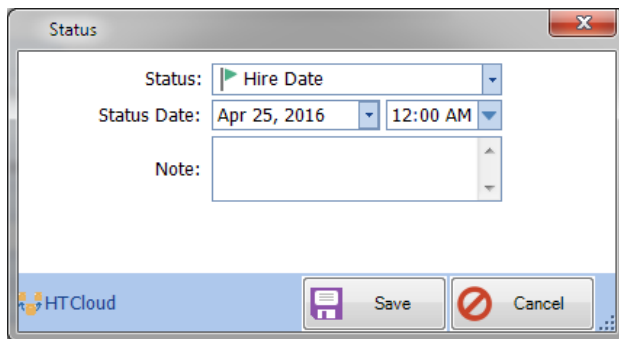 Status
Status: Hire Date
Status Date: Apr 25, 2016 12:00 AM
Note:
HTCloud Save Cancel